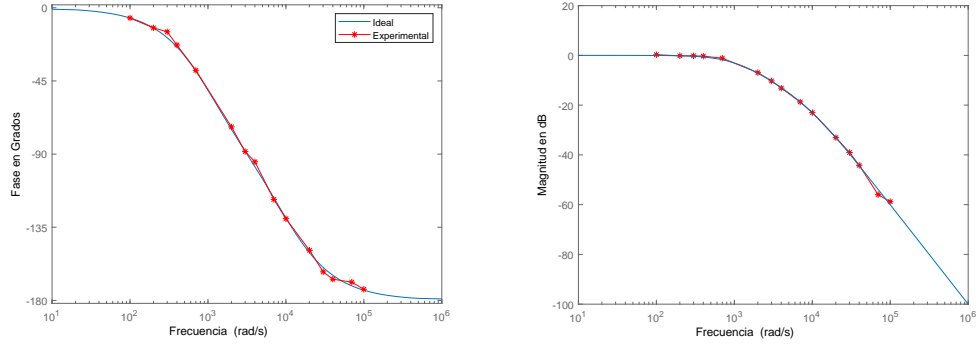 Fase en Grados
0
-45
-90
-135
-180
Ideal
Experimental
10^1 10^2 10^3 10^4 10^5 10^6
Frecuencia (rad/s)
Magnitud en dB
20
0
-20
-40
-60
-80
-100
10^1 10^2 10^3 10^4 10^5 10^6
Frecuencia (rad/s)